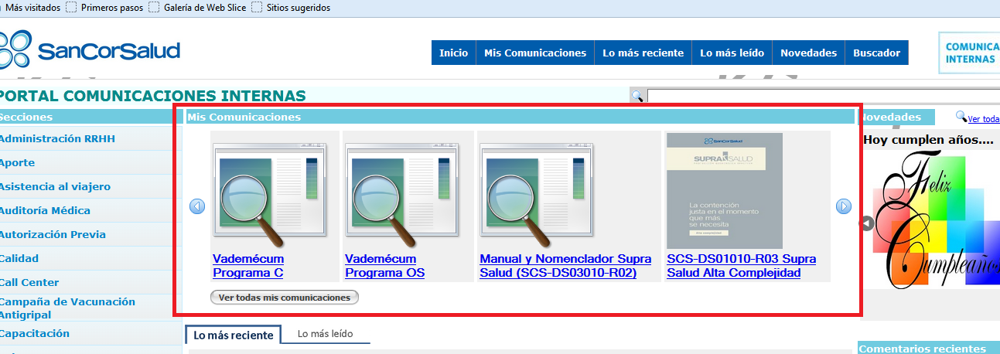 Más visitados Primeros pasos Galería de Web Slice Sitios sugeridos
SanCorSalud
Inicio Mis Comunicaciones Lo más reciente Lo más leído Novedades Buscador
COMUNICA
INTERNAS
PORTAL COMUNICACIONES INTERNAS
Secciones
Administración RRHH
Aporte
Asistencia al viajero
Auditoría Médica
Autorización Previa
Calidad
Call Center
Campaña de Vacunación
Antigripal
Capacitación
Mis Comunicaciones
Vademécum
Programa C
Vademécum
Programa OS
Manual y Nomenclador Supra
Salud (SCS-DS03010-R02)
SanCorSalud
SUPRA SALUD
La contención
justa en el momento
que más
se necesita
SCS-DS01010-R03 Supra
Salud Alta Complejidad
Ver todas mis comunicaciones
Lo más reciente Lo más leído
Novedades Ver toda
Hoy cumplen años....
Feliz
Cumpleaños
Comentarios recientes